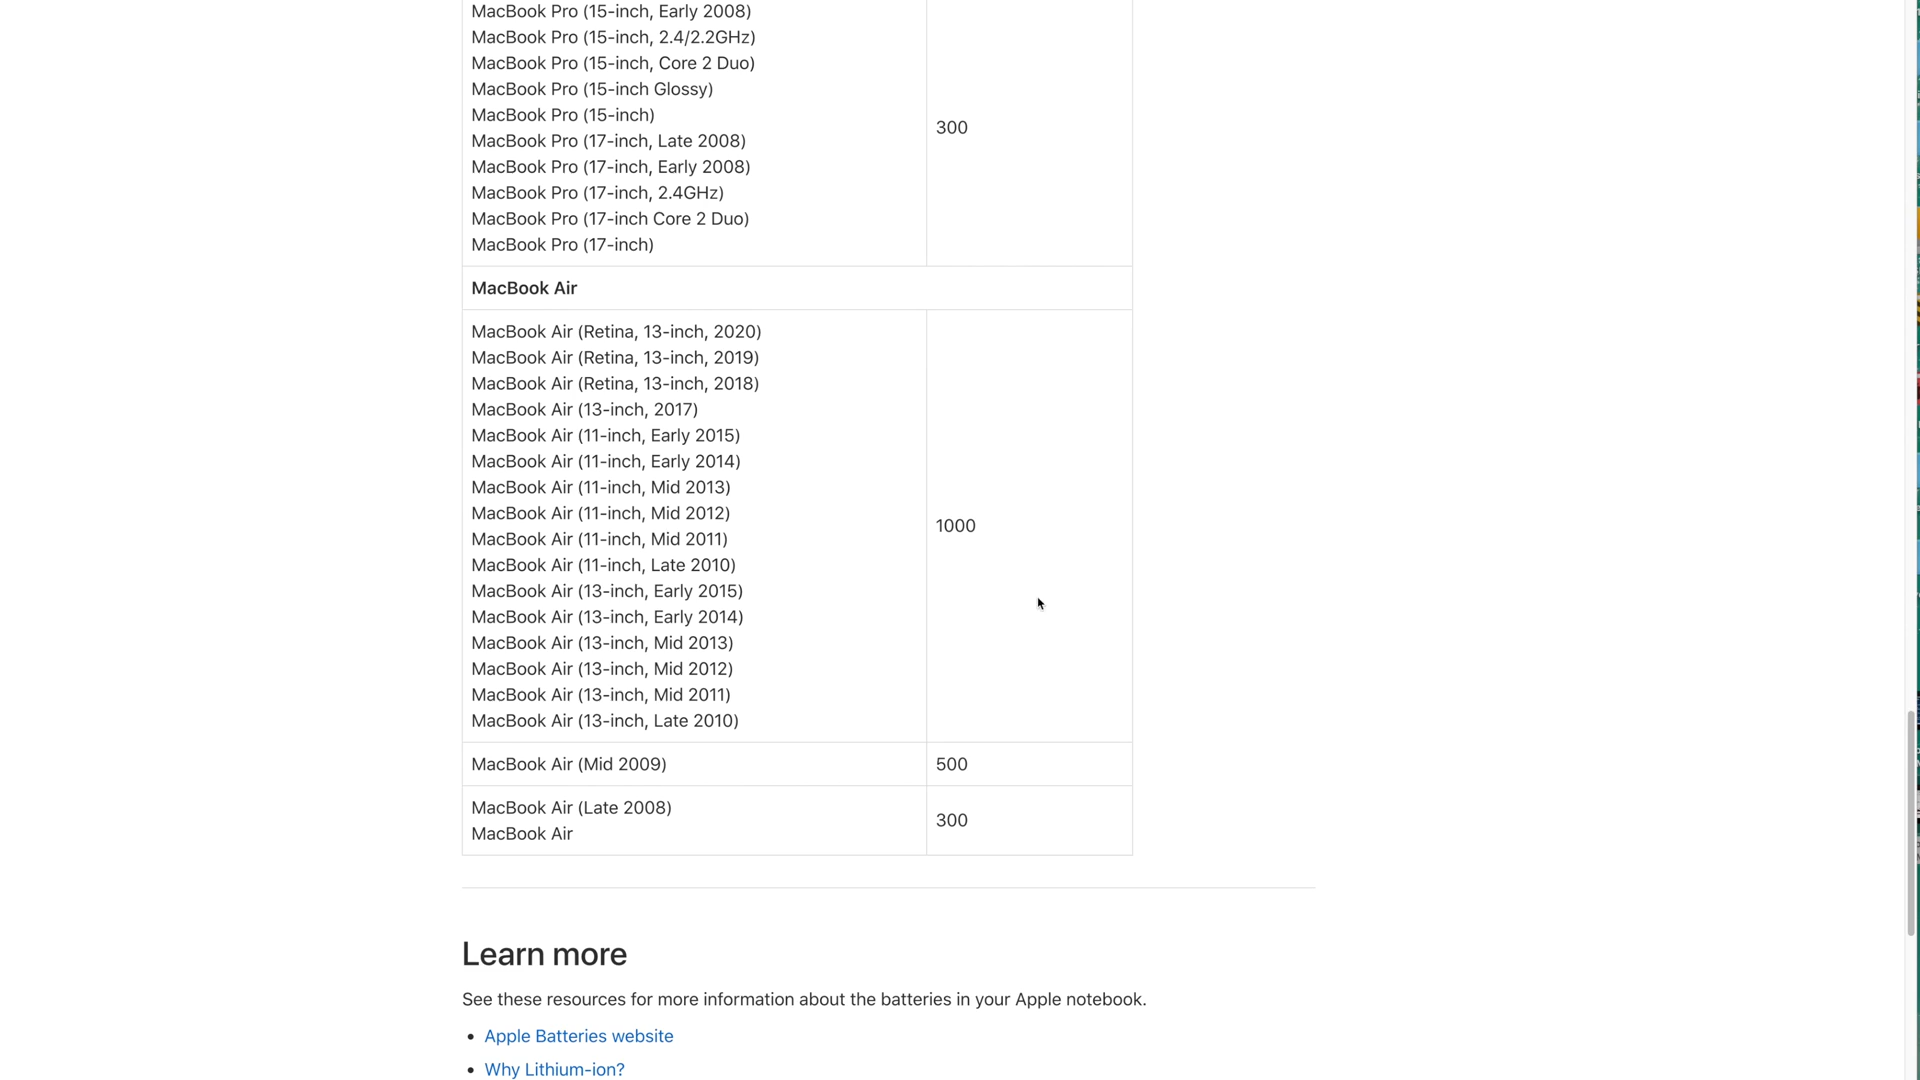 MacBook Pro (15-inch, Early 2008)
MacBook Pro (15-inch, 2.4/2.2GHz)
MacBook Pro (15-inch, Core 2 Duo)
MacBook Pro (15-inch Glossy)
MacBook Pro (15-inch)
MacBook Pro (17-inch, Late 2008)
MacBook Pro (17-inch, Early 2008)
MacBook Pro (17-inch, 2.4GHz)
MacBook Pro (17-inch Core 2 Duo)
MacBook Pro (17-inch)
300
MacBook Air
MacBook Air (Retina, 13-inch, 2020)
MacBook Air (Retina, 13-inch, 2019)
MacBook Air (Retina, 13-inch, 2018)
MacBook Air (13-inch, 2017)
MacBook Air (11-inch, Early 2015)
MacBook Air (11-inch, Early 2014)
MacBook Air (11-inch, Mid 2013)
MacBook Air (11-inch, Mid 2012)
MacBook Air (11-inch, Mid 2011)
MacBook Air (11-inch, Late 2010)
MacBook Air (13-inch, Early 2015)
MacBook Air (13-inch, Early 2014)
MacBook Air (13-inch, Mid 2013)
MacBook Air (13-inch, Mid 2012)
MacBook Air (13-inch, Mid 2011)
MacBook Air (13-inch, Late 2010)
1000
MacBook Air (Mid 2009)
500
MacBook Air (Late 2008)
MacBook Air
300
Learn more
See these resources for more information about the batteries in your Apple notebook.
• Apple Batteries website
• Why Lithium-ion?